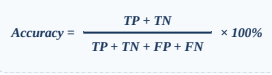 TP + TN
Accuracy = × 100%
TP + TN + FP + FN